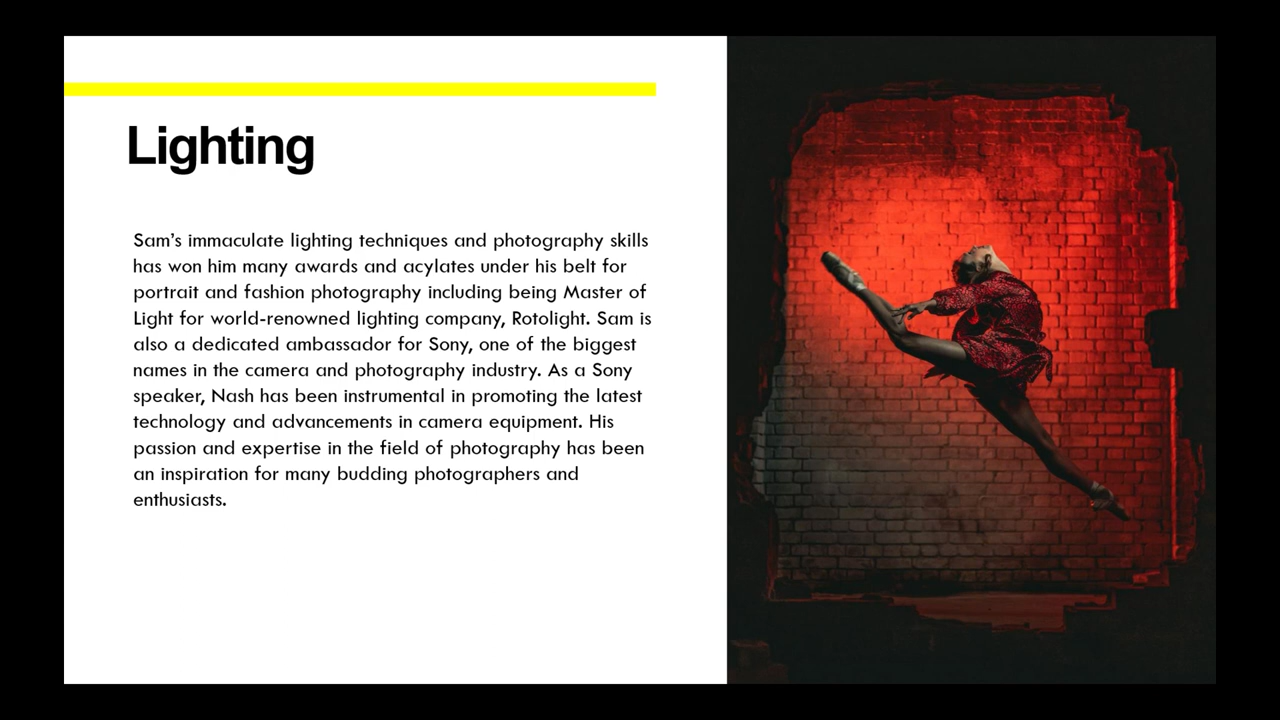 Lighting
Sam’s immaculate lighting techniques and photography skills
has won him many awards and acylates under his belt for
portrait and fashion photography including being Master of
Light for world-renowned lighting company, Rotolight. Sam is
also a dedicated ambassador for Sony, one of the biggest
names in the camera and photography industry. As a Sony
speaker, Nash has been instrumental in promoting the latest
technology and advancements in camera equipment. His
passion and expertise in the field of photography has been
an inspiration for many budding photographers and
enthusiasts.